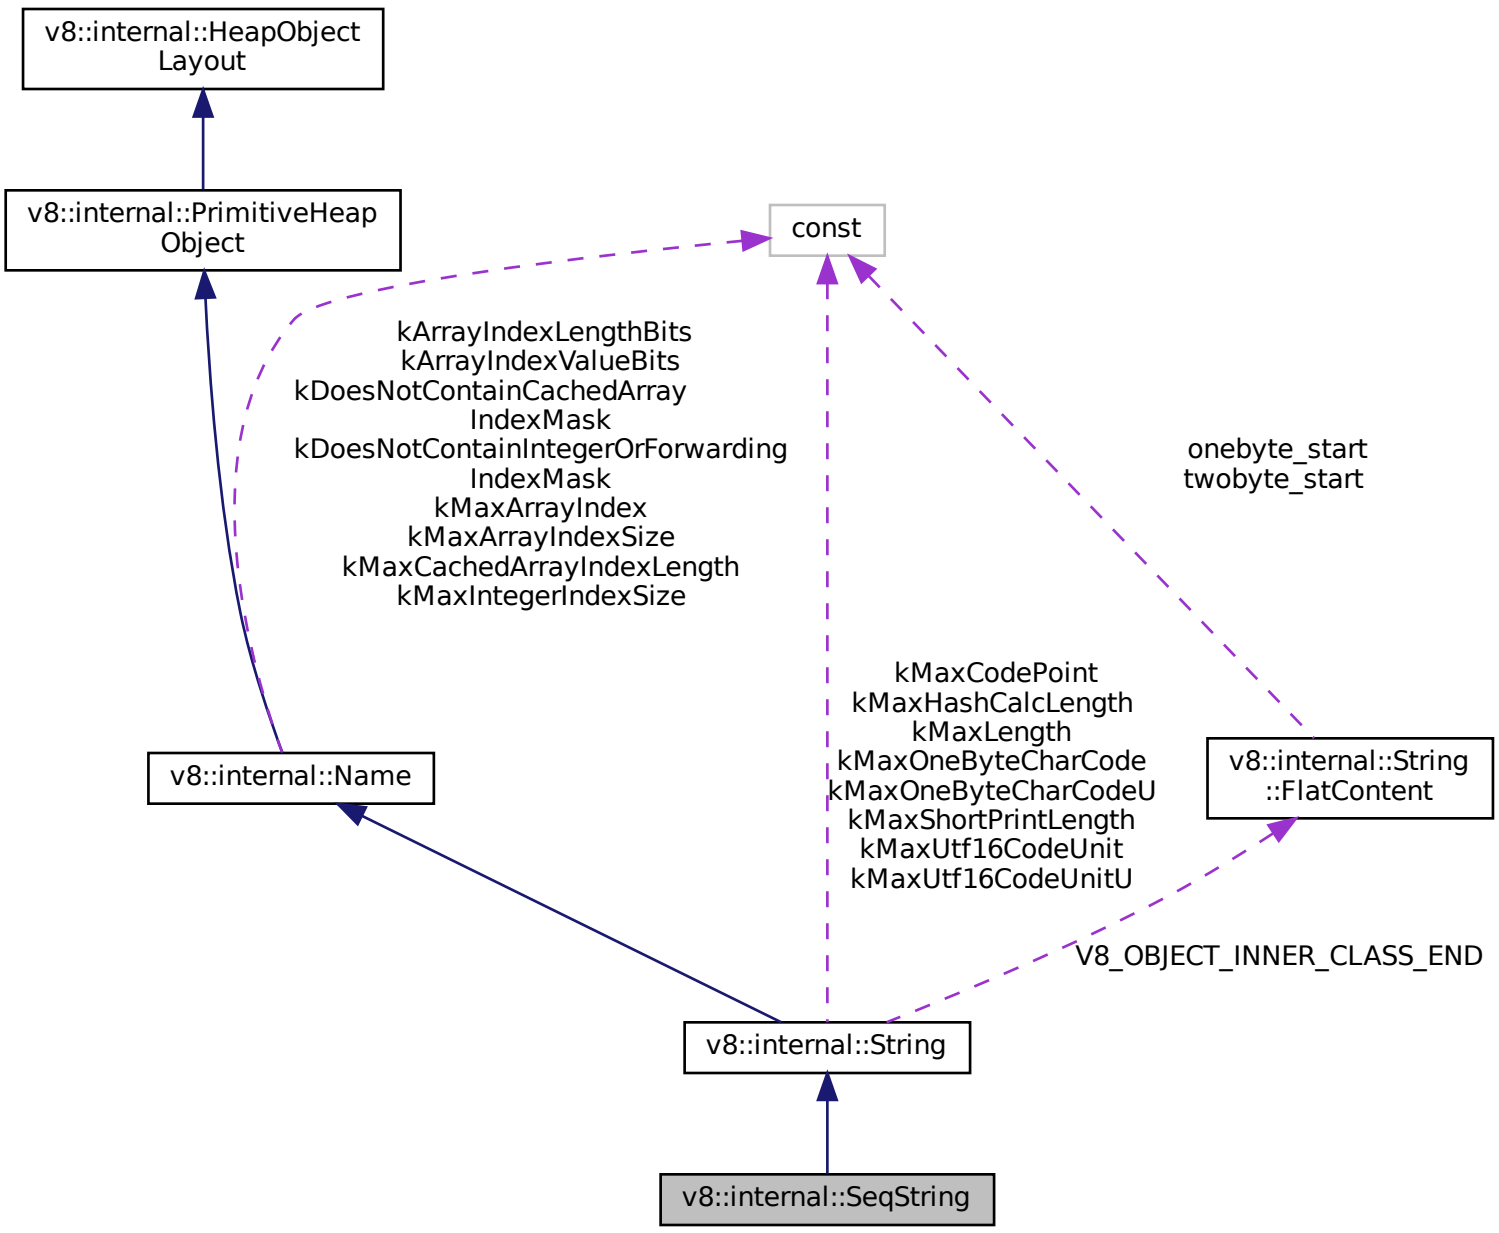 v8::internal::HeapObject
Layout
v8::internal::PrimitiveHeap
Object
const
kArrayIndexLengthBits
kArrayIndexValueBits
kDoesNotContainCachedArray
IndexMask
kDoesNotContainIntegerOrForwarding
IndexMask
kMaxArrayIndex
kMaxArrayIndexSize
kMaxCachedArrayIndexLength
kMaxIntegerIndexSize
onebyte_start
twobyte_start
v8::internal::Name
kMaxCodePoint
kMaxHashCalcLength
kMaxLength
kMaxOneByteCharCode
kMaxOneByteCharCodeU
kMaxShortPrintLength
kMaxUtf16CodeUnit
kMaxUtf16CodeUnitU
v8::internal::String
::FlatContent
V8_OBJECT_INNER_CLASS_END
v8::internal::String
v8::internal::SeqString